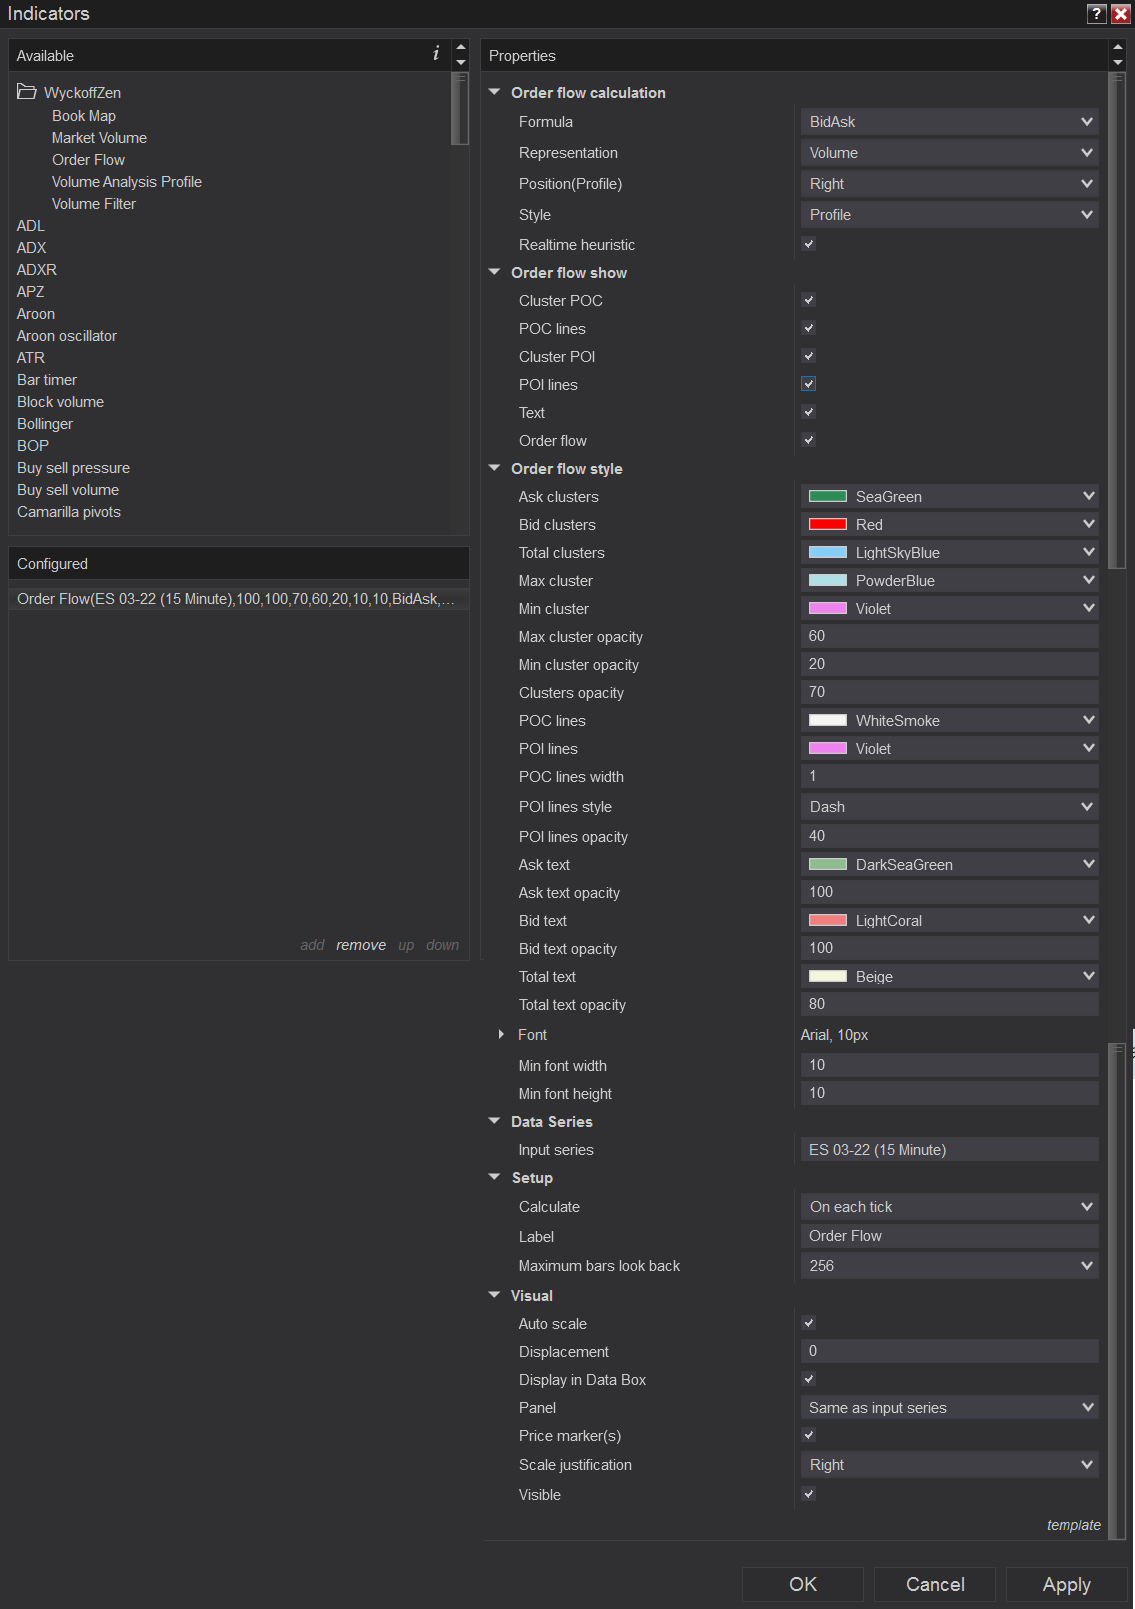 Indicators
?
Available
i
WyckoffZen
Book Map
Market Volume
Order Flow
Volume Analysis Profile
Volume Filter
ADL
ADX
ADXR
APZ
Aroon
Aroon oscillator
ATR
Bar timer
Block volume
Bollinger
BOP
Buy sell pressure
Buy sell volume
Camarilla pivots
Configured
Order Flow(ES 03-22 (15 Minute),100,100,70,60,20,10,10,BidAsk,...
add remove up down
Properties
Order flow calculation
Formula BidAsk
Representation Volume
Position(Profile) Right
Style Profile
Realtime heuristic
Order flow show
Cluster POC
POC lines
Cluster POI
POI lines
Text
Order flow
Order flow style
Ask clusters SeaGreen
Bid clusters Red
Total clusters LightSkyBlue
Max cluster PowderBlue
Min cluster Violet
Max cluster opacity 60
Min cluster opacity 20
Clusters opacity 70
POC lines WhiteSmoke
POI lines Violet
POC lines width 1
POI lines style Dash
POI lines opacity 40
Ask text DarkSeaGreen
Ask text opacity 100
Bid text LightCoral
Bid text opacity 100
Total text Beige
Total text opacity 80
Font Arial, 10px
Min font width 10
Min font height 10
Data Series
Input series ES 03-22 (15 Minute)
Setup
Calculate On each tick
Label Order Flow
Maximum bars look back 256
Visual
Auto scale
Displacement 0
Display in Data Box
Panel Same as input series
Price marker(s)
Scale justification Right
Visible
template
OK Cancel Apply